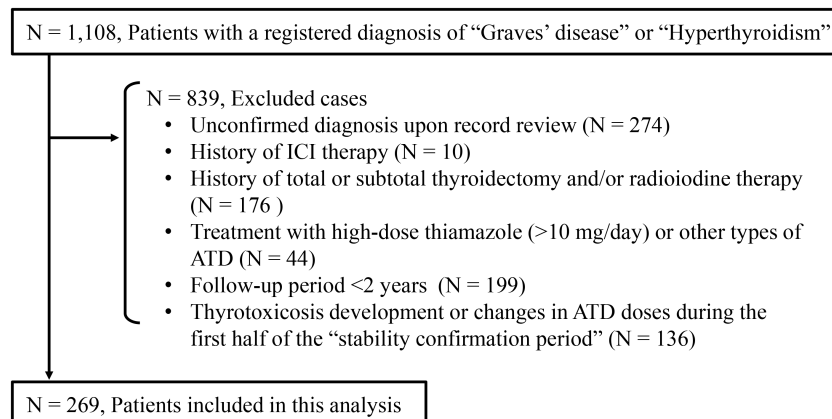 N = 1,108, Patients with a registered diagnosis of “Graves’ disease” or “Hyperthyroidism”
N = 839, Excluded cases
• Unconfirmed diagnosis upon record review (N = 274)
• History of ICI therapy (N = 10)
• History of total or subtotal thyroidectomy and/or radioiodine therapy
(N = 176 )
• Treatment with high-dose thiamazole (>10 mg/day) or other types of
ATD (N = 44)
• Follow-up period <2 years (N = 199)
• Thyrotoxicosis development or changes in ATD doses during the
first half of the “stability confirmation period” (N = 136)
N = 269, Patients included in this analysis